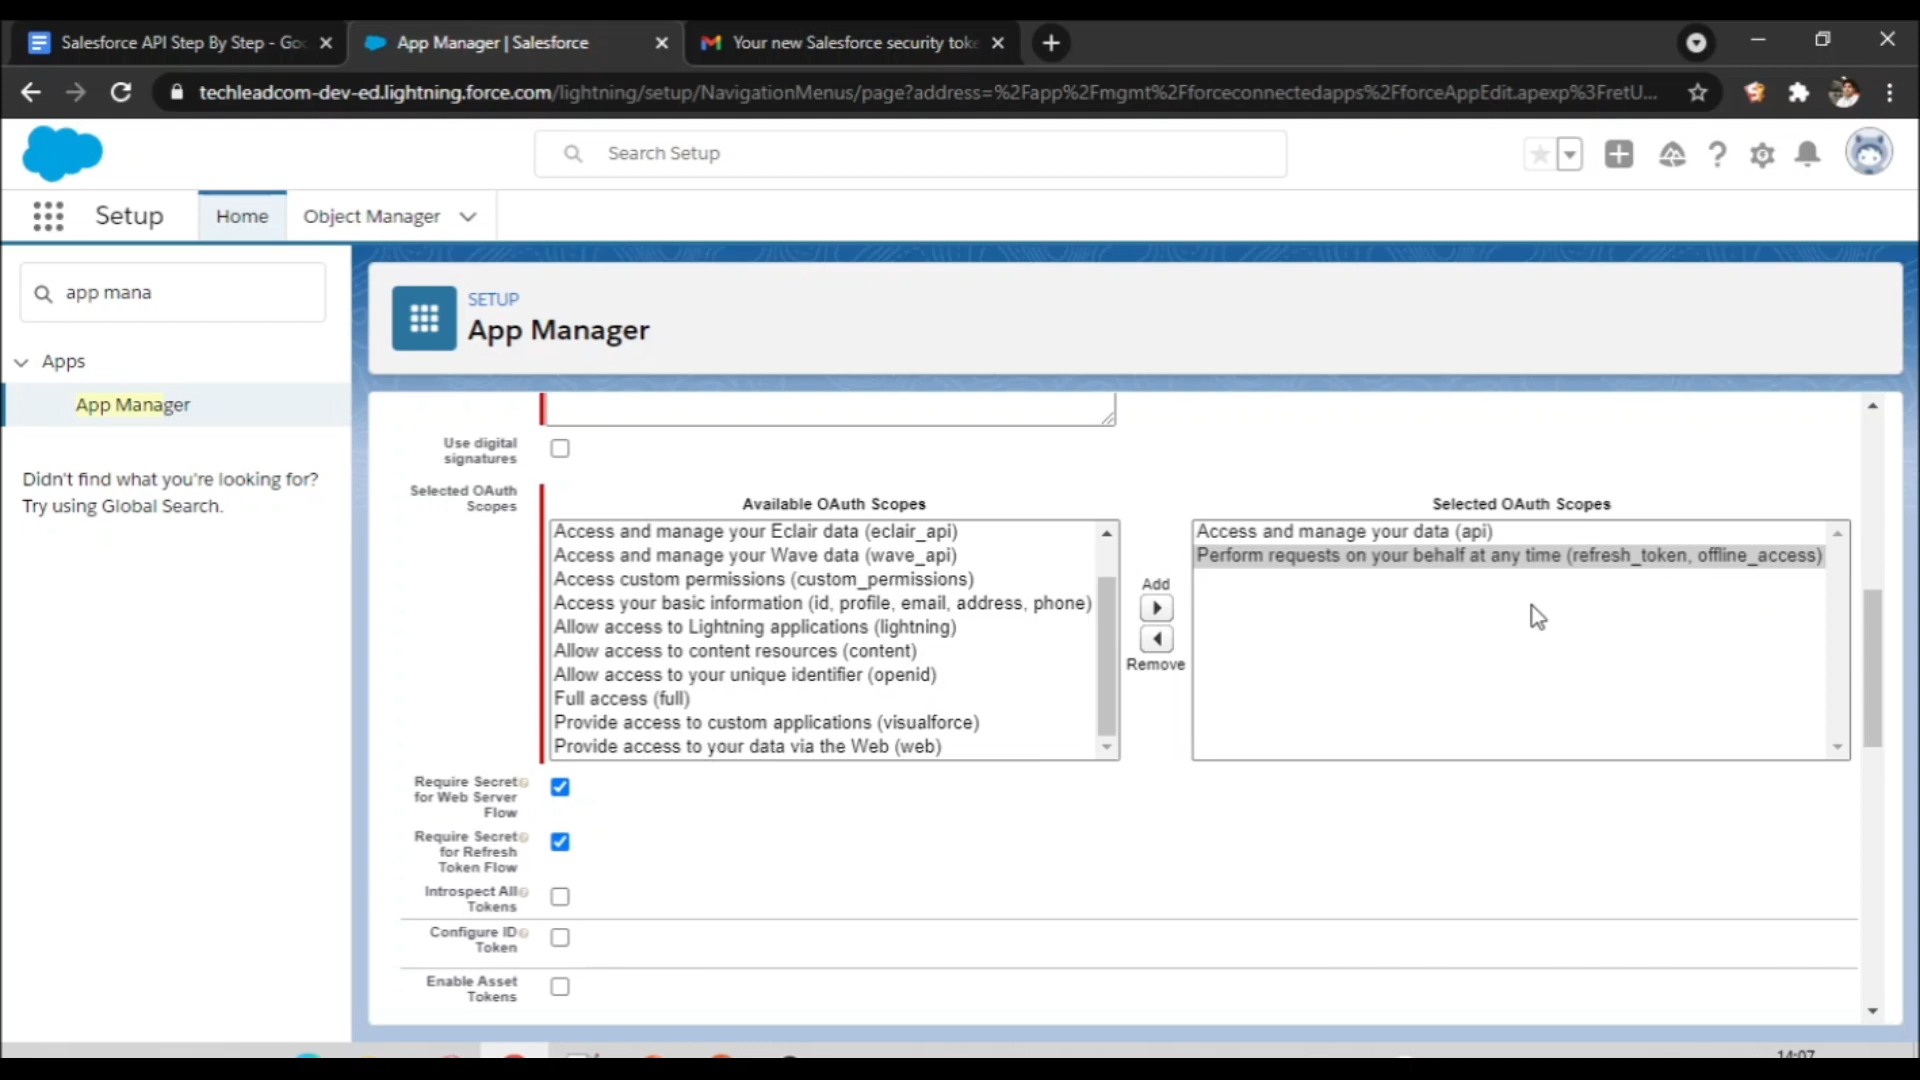 Salesforce API Step By Step - Goo
App Manager | Salesforce
Your new Salesforce security toke
techleadcom-dev-ed.lightning.force.com/lightning/setup/NavigationMenus/page?address=%2Fapp%2Fmgmt%2Fforceconnectedapps%2FforceAppEdit.apexp%3FretU...
Search Setup
Setup
Home
Object Manager
app mana
Apps
App Manager
Didn't find what you're looking for?
Try using Global Search.
SETUP
App Manager
Use digital
signatures
Selected OAuth
Scopes
Available OAuth Scopes
Access and manage your Eclair data (eclair_api)
Access and manage your Wave data (wave_api)
Access custom permissions (custom_permissions)
Access your basic information (id, profile, email, address, phone)
Allow access to Lightning applications (lightning)
Allow access to content resources (content)
Allow access to your unique identifier (openid)
Full access (full)
Provide access to custom applications (visualforce)
Provide access to your data via the Web (web)
Add
Remove
Selected OAuth Scopes
Access and manage your data (api)
Perform requests on your behalf at any time (refresh_token, offline_access)
Require Secret
for Web Server
Flow
Require Secret
for Refresh
Token Flow
Introspect All
Tokens
Configure ID
Token
Enable Asset
Tokens
14:07